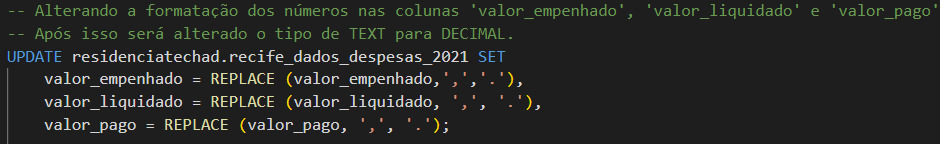 -- Alterando a formatação dos números nas colunas 'valor_empenhado', 'valor_liquidado' e 'valor_pago'
-- Após isso será alterado o tipo de TEXT para DECIMAL.
UPDATE residenciatechad.recife_dados_despesas_2021 SET
    valor_empenhado = REPLACE (valor_empenhado,',','.'),
    valor_liquidado = REPLACE (valor_liquidado, ',', '.'),
    valor_pago = REPLACE (valor_pago, ',', '.');